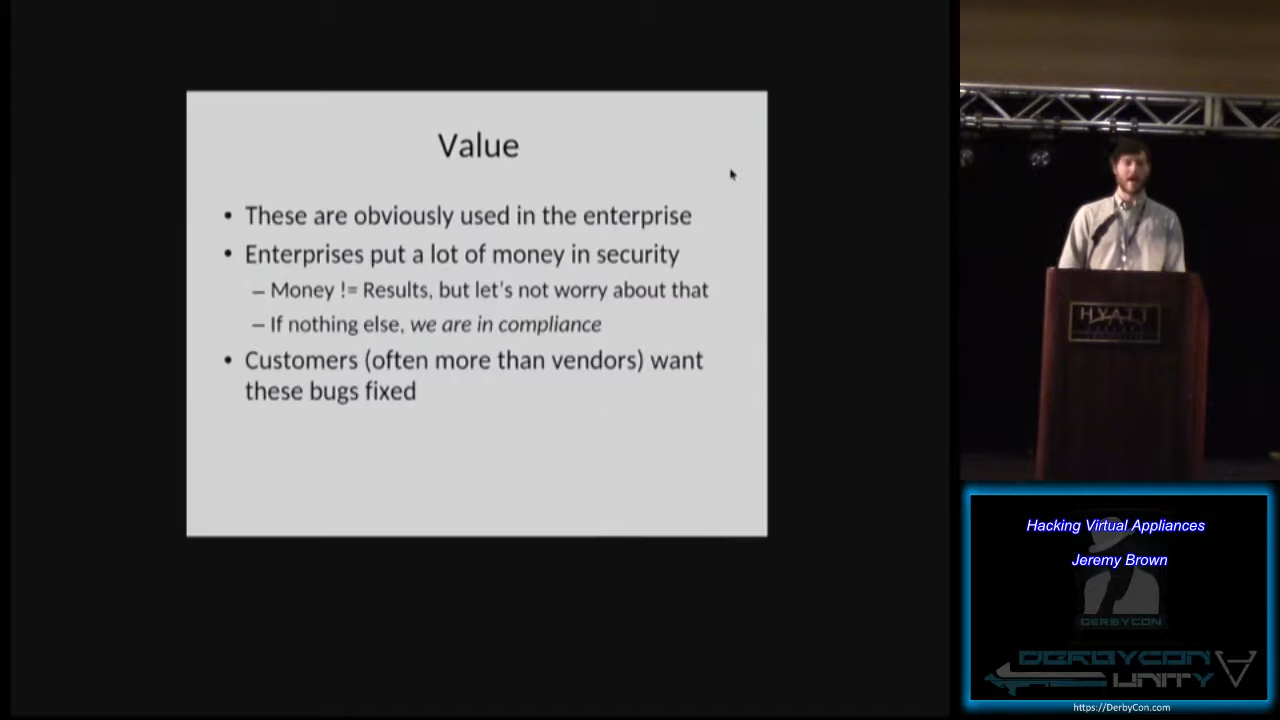 Value
• These are obviously used in the enterprise
• Enterprises put a lot of money in security
– Money != Results, but let's not worry about that
– If nothing else, we are in compliance
• Customers (often more than vendors) want
these bugs fixed
HYATT
Hacking Virtual Appliances
Jeremy Brown
DERBYCON
DERBYCON
UNITY
https://DerbyCon.com